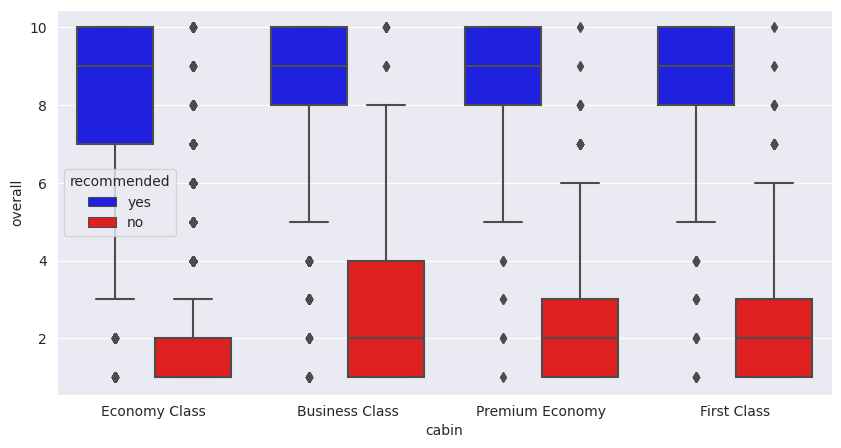 10
8
6
4
2
overall
recommended
yes
no
Economy Class
Business Class
Premium Economy
First Class
cabin